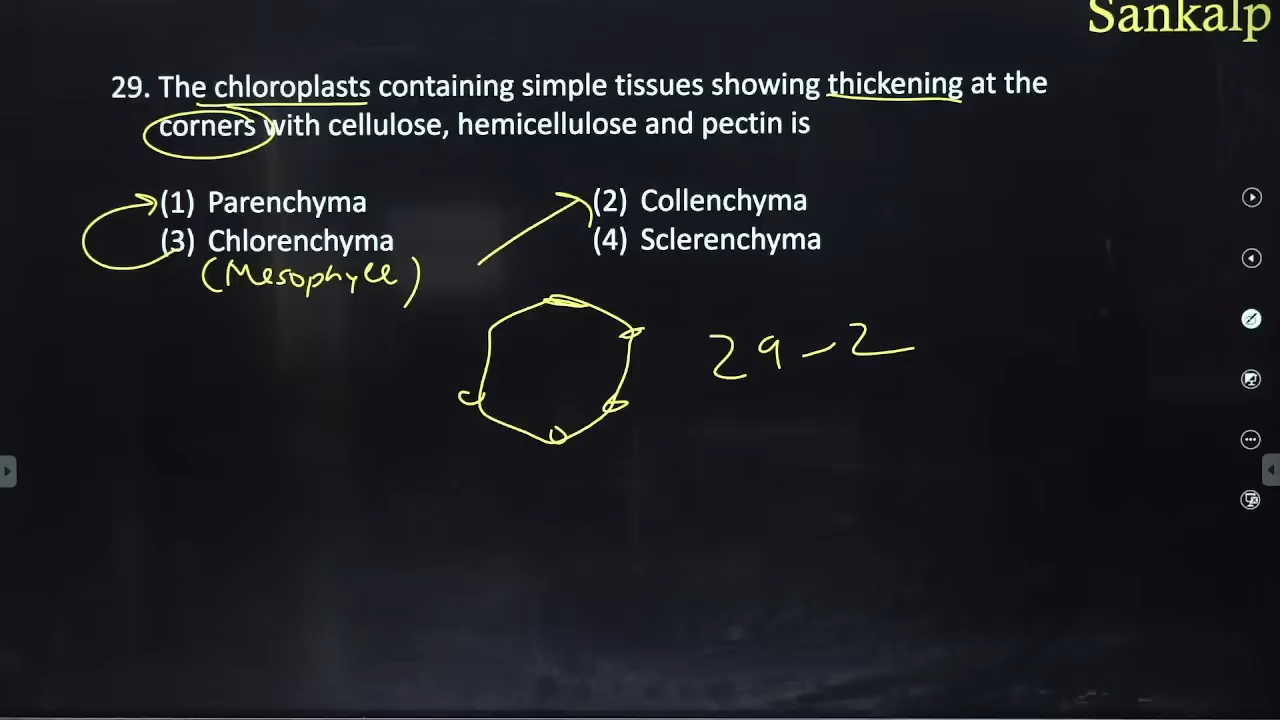 Sankalp
29. The chloroplasts containing simple tissues showing thickening at the
corners with cellulose, hemicellulose and pectin is
(1) Parenchyma (2) Collenchyma
(3) Chlorenchyma (4) Sclerenchyma
(Mesophyll)
29-2